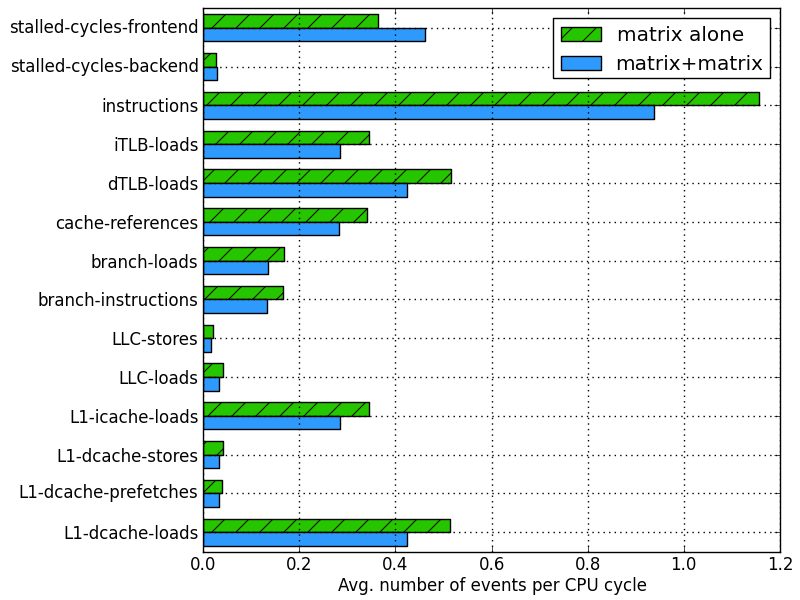 stalled-cycles-frontend
stalled-cycles-backend
instructions
iTLB-loads
dTLB-loads
cache-references
branch-loads
branch-instructions
LLC-stores
LLC-loads
L1-icache-loads
L1-dcache-stores
L1-dcache-prefetches
L1-dcache-loads
matrix alone
matrix+matrix
0.0 0.2 0.4 0.6 0.8 1.0 1.2
Avg. number of events per CPU cycle